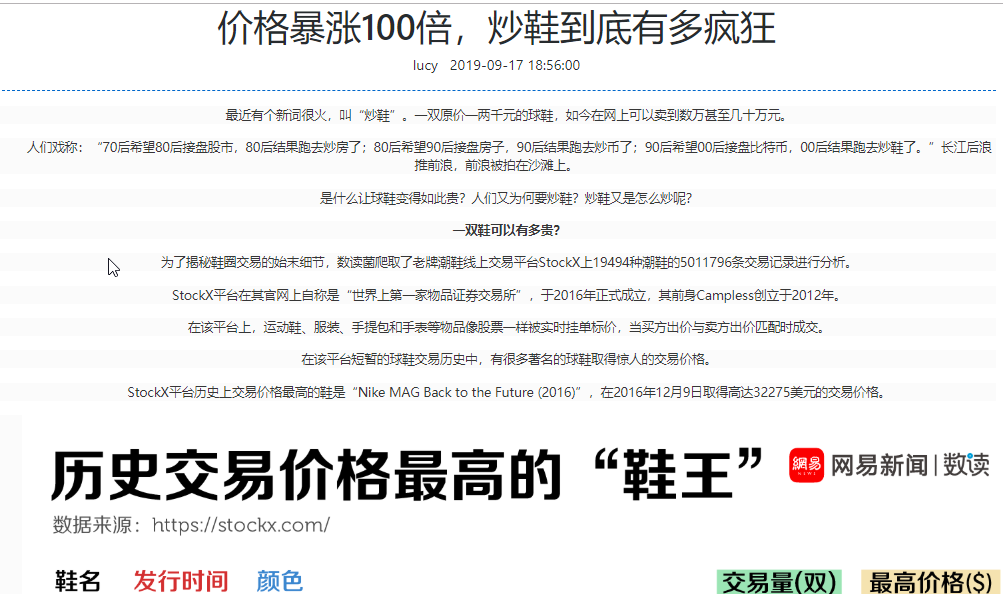 价格暴涨100倍，炒鞋到底有多疯狂
lucy 2019-09-17 18:56:00
最近有个新词很火，叫“炒鞋”。一双原价一两千元的球鞋，如今在网上可以卖到数万甚至几十万元。
人们戏称：“70后希望80后接盘股市，80后结果跑去炒房了；80后希望90后接盘房子，90后结果跑去炒币了；90后希望00后接盘比特币，00后结果跑去炒鞋了。”长江后浪
推前浪，前浪被拍在沙滩上。
是什么让球鞋变得如此贵？人们又为何要炒鞋？炒鞋又是怎么炒呢？
一双鞋可以有多贵？
为了揭秘鞋圈交易的始末细节，数读菌爬取了老牌潮鞋线上交易平台StockX上19494种潮鞋的5011796条交易记录进行分析。
StockX平台在其官网上自称是“世界上第一家物品证券交易所”，于2016年正式成立，其前身Campless创立于2012年。
在该平台上，运动鞋、服装、手提包和手表等物品像股票一样被实时挂单标价，当买方出价与卖方出价匹配时成交。
在该平台短暂的球鞋交易历史中，有很多著名的球鞋取得惊人的交易价格。
StockX平台历史上交易价格最高的鞋是“Nike MAG Back to the Future (2016)”，在2016年12月9日取得高达32275美元的交易价格。
历史交易价格最高的“鞋王” 網易 NEWS 网易新闻|数读
数据来源：https://stockx.com/
鞋名 发行时间 颜色 交易量(双) 最高价格($)